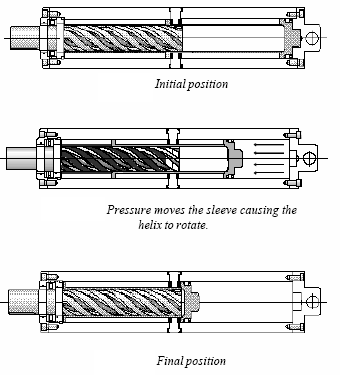 Initial position
Pressure moves the sleeve causing the
helix to rotate.
Final position